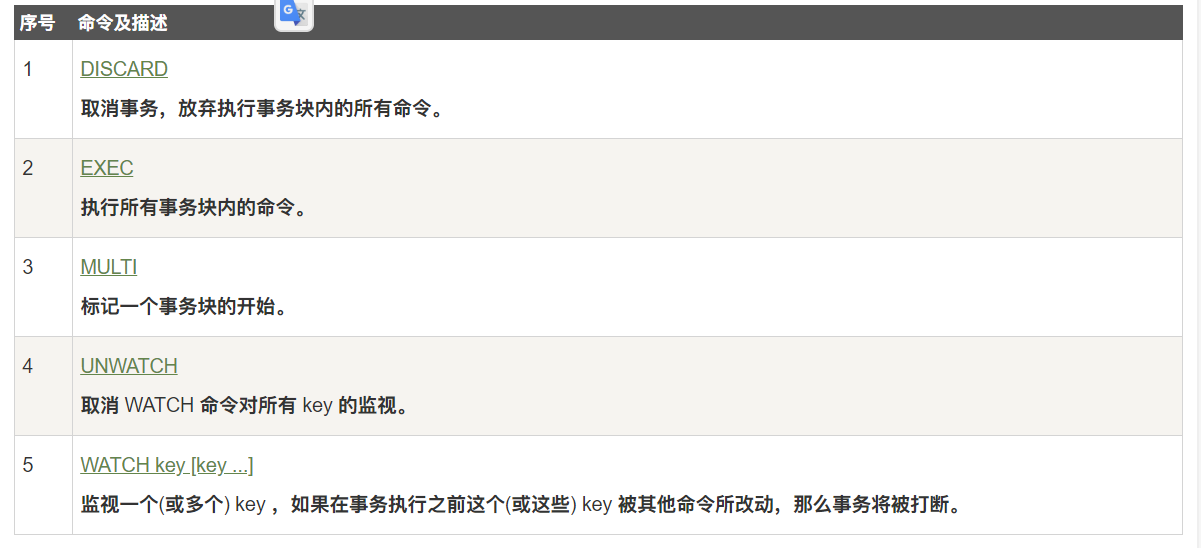 序号 命令及描述
1 DISCARD
取消事务，放弃执行事务块内的所有命令。
2 EXEC
执行所有事务块内的命令。
3 MULTI
标记一个事务块的开始。
4 UNWATCH
取消 WATCH 命令对所有 key 的监视。
5 WATCH key [key ...]
监视一个(或多个) key ，如果在事务执行之前这个(或这些) key 被其他命令所改动，那么事务将被打断。